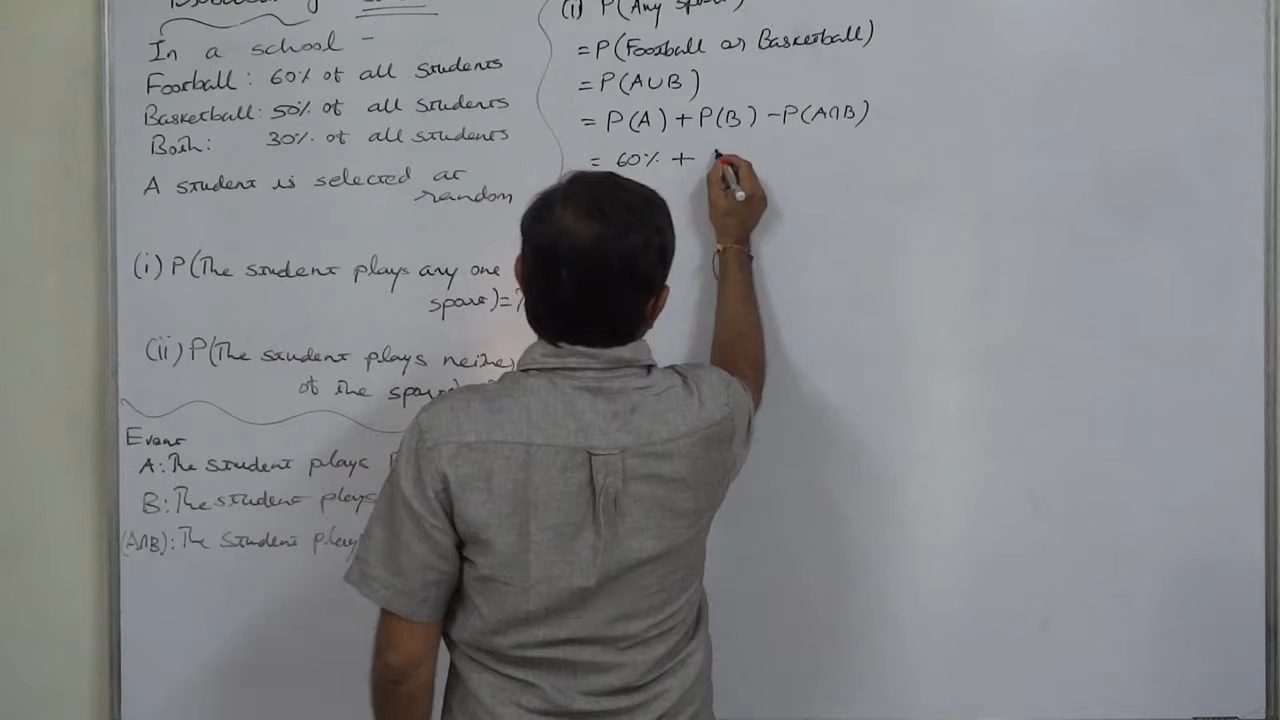 In a school -
Football: 60% of all students
Basketball: 50% of all students
Both: 30% of all students
A student is selected at
random
(i) P(The student plays any one
sport)=?
(ii) P(The student plays neither
of the sport)
Event
A: The student plays
B: The student plays
(A∩B): The student plays
(i) P(Any sport)
= P(Football or Basketball)
= P(A∪B)
= P(A) + P(B) - P(A∩B)
= 60% +